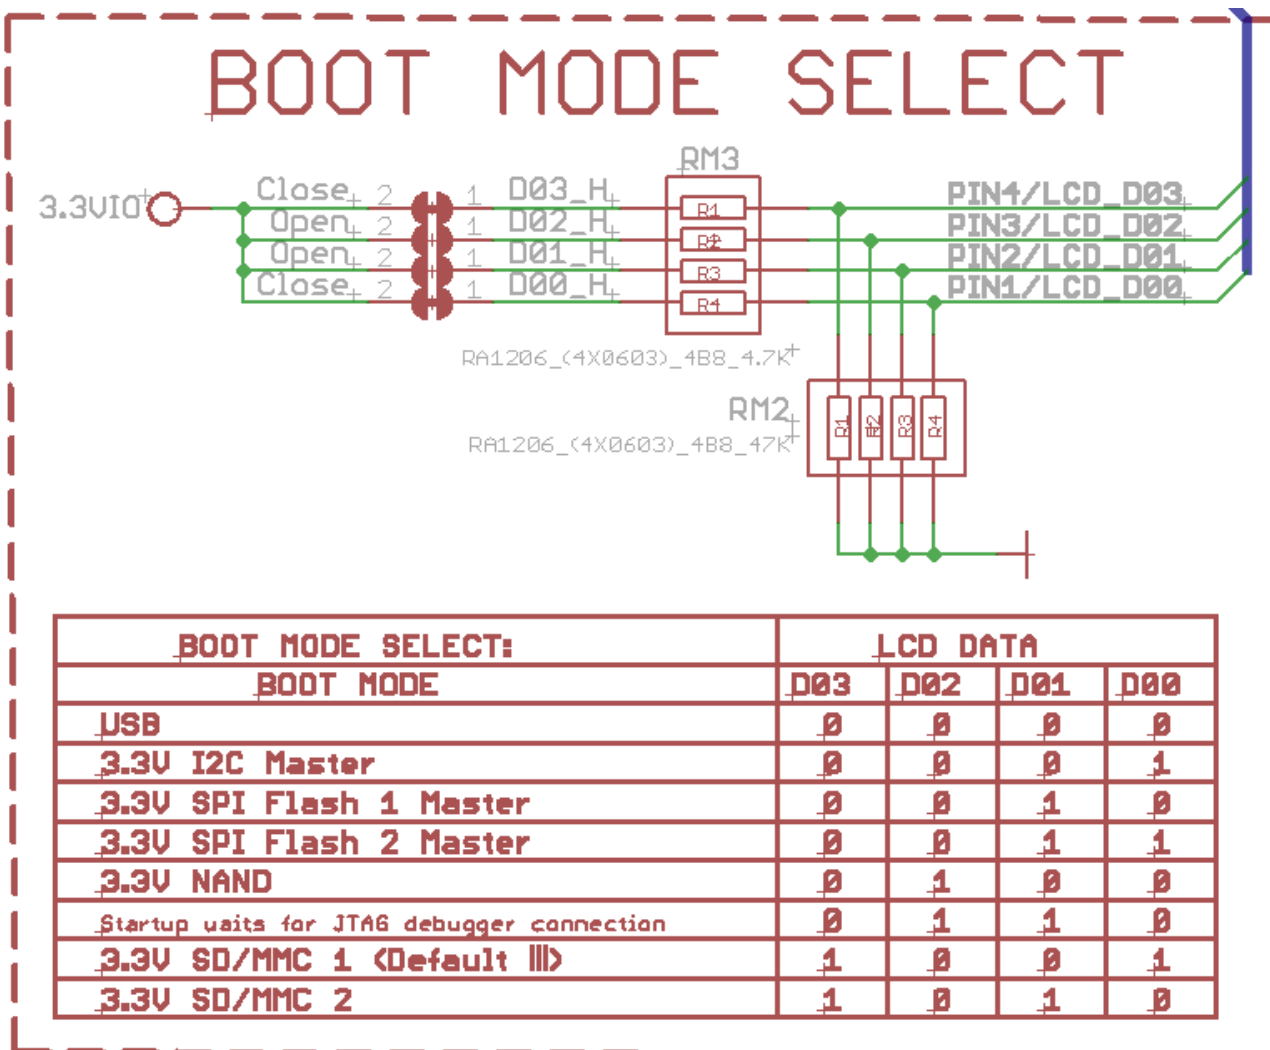 BOOT MODE SELECT
RM3
3.3VIO Close 2 1 D03_H R1 PIN4/LCD_D03
Open 2 1 D02_H R2 PIN3/LCD_D02
Open 2 1 D01_H R3 PIN2/LCD_D01
Close 2 1 D00_H R4 PIN1/LCD_D00
RA1206_(4X0603)_4B8_4.7K
RM2 R1 R2 R3 R4
RA1206_(4X0603)_4B8_47K
BOOT MODE SELECT: LCD DATA
BOOT MODE D03 D02 D01 D00
USB 0 0 0 0
3.3V I2C Master 0 0 0 1
3.3V SPI Flash 1 Master 0 0 1 0
3.3V SPI Flash 2 Master 0 0 1 1
3.3V NAND 0 1 0 0
Startup waits for JTAG debugger connection 0 1 1 0
3.3V SD/MMC 1 (Default !!!) 1 0 0 1
3.3V SD/MMC 2 1 0 1 0